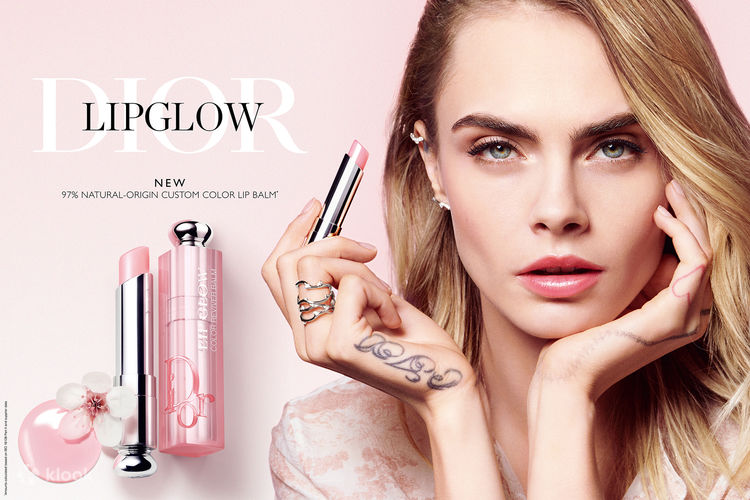 DIOR
LIPGLOW
NEW
97% NATURAL-ORIGIN CUSTOM COLOR LIP BALM*
LIP GLOW
COLOR REVIVER BALM
Dior
klook